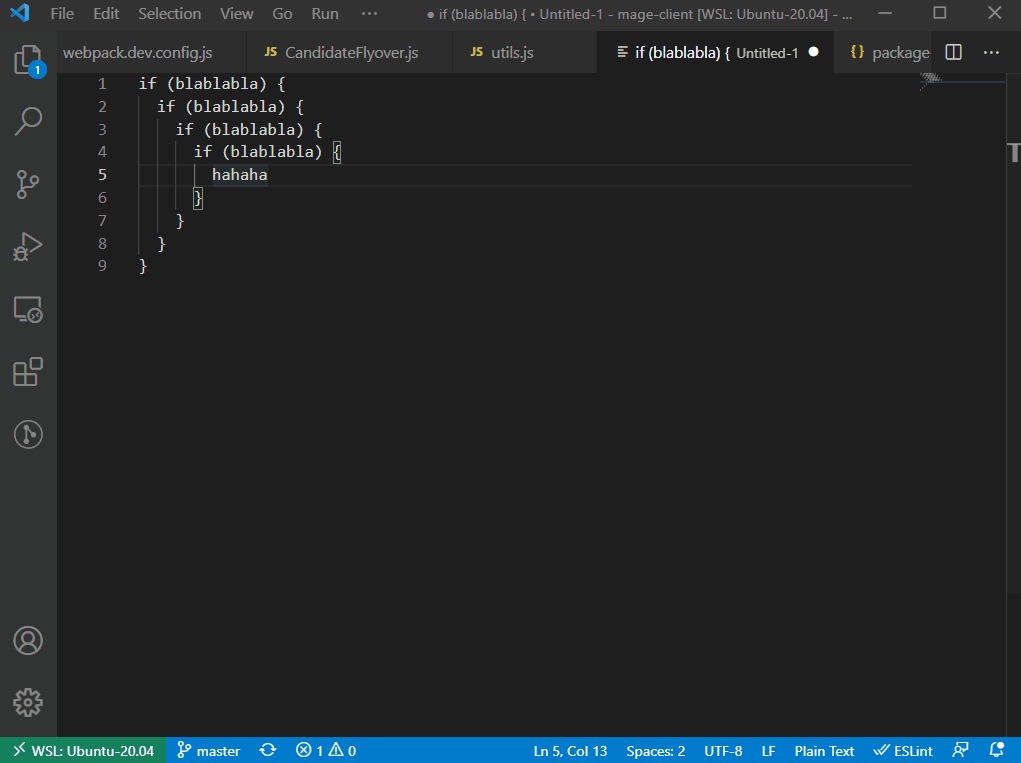 File Edit Selection View Go Run ··· ● if (blablabla) { • Untitled-1 - mage-client [WSL: Ubuntu-20.04] - ...
webpack.dev.config.js JS CandidateFlyover.js JS utils.js if (blablabla) { Untitled-1 ● {} package ···
1
1 if (blablabla) {
2 if (blablabla) {
3 if (blablabla) {
4 if (blablabla) {
5 hahaha
6 }
7 }
8 }
9 }
WSL: Ubuntu-20.04 master 1 0 Ln 5, Col 13 Spaces: 2 UTF-8 LF Plain Text ESLint